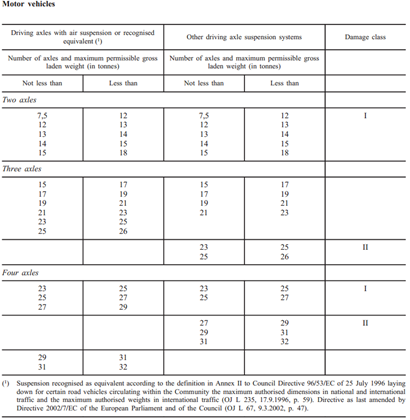 Motor vehicles
Driving axles with air suspension or recognised equivalent (¹) Other driving axle suspension systems Damage class
Number of axles and maximum permissible gross laden weight (in tonnes) Number of axles and maximum permissible gross laden weight (in tonnes)
Not less than Less than Not less than Less than
Two axles
7,5 12 7,5 12 I
12 13 12 13
13 14 13 14
14 15 14 15
15 18 15 18
Three axles
15 17 15 17
17 19 17 19
19 21 19 21
21 23 21 23
23 25
25 26
23 25 II
25 26
Four axles
23 25 23 25 I
25 27 25 27
27 29
27 29 II
29 31
31 32
29 31
31 32
(¹) Suspension recognised as equivalent according to the definition in Annex II to Council Directive 96/53/EC of 25 July 1996 laying
down for certain road vehicles circulating within the Community the maximum authorised dimensions in national and international
traffic and the maximum authorised weights in international traffic (OJ L 235, 17.9.1996, p. 59). Directive as last amended by
Directive 2002/7/EC of the European Parliament and of the Council (OJ L 67, 9.3.2002, p. 47).